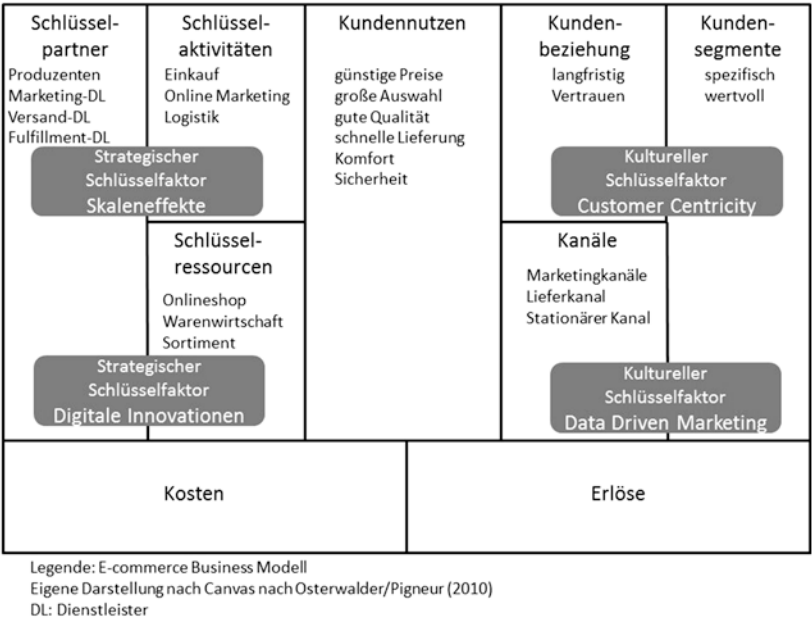 Schlüssel-
partner
Produzenten
Marketing-DL
Versand-DL
Fulfillment-DL
Schlüssel-
aktivitäten
Einkauf
Online Marketing
Logistik
Strategischer
Schlüsselfaktor
Skaleneffekte
Schlüssel-
ressourcen
Onlineshop
Warenwirtschaft
Sortiment
Strategischer
Schlüsselfaktor
Digitale Innovationen
Kundennutzen
günstige Preise
große Auswahl
gute Qualität
schnelle Lieferung
Komfort
Sicherheit
Kunden-
beziehung
langfristig
Vertrauen
Kunden-
segmente
spezifisch
wertvoll
Kultureller
Schlüsselfaktor
Customer Centricity
Kanäle
Marketingkanäle
Lieferkanal
Stationärer Kanal
Kultureller
Schlüsselfaktor
Data Driven Marketing
Kosten
Erlöse
Legende: E-commerce Business Modell
Eigene Darstellung nach Canvas nach Osterwalder/Pigneur (2010)
DL: Dienstleister